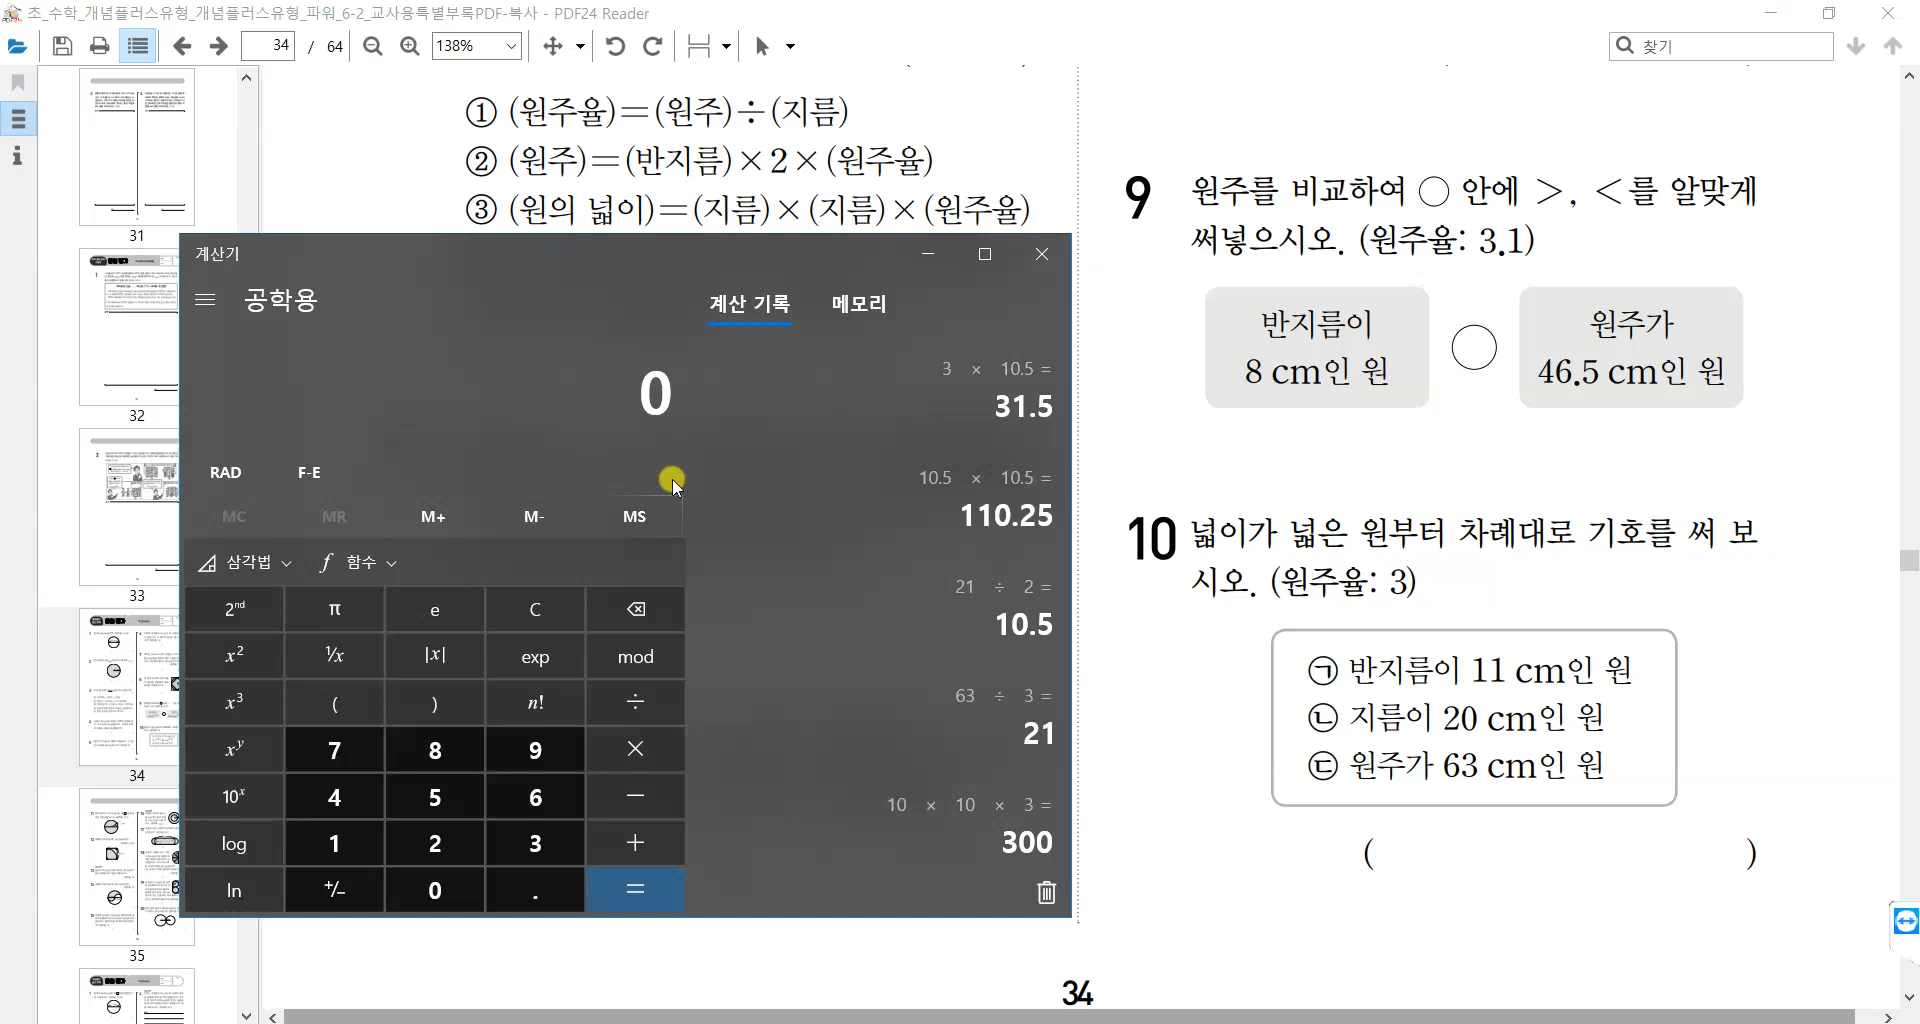 초_수학_개념플러스유형_개념플러스유형_파워_6-2_교사용특별부록PDF-복사 - PDF24 Reader
34 / 64
138%
찾기
31
32
33
34
35
① (원주율)=(원주)÷(지름)
② (원주)=(반지름)×2×(원주율)
③ (원의 넓이)=(지름)×(지름)×(원주율)
계산기
공학용
계산 기록 메모리
0
3 × 10.5 =
31.5
10.5 × 10.5 =
110.25
21 ÷ 2 =
10.5
63 ÷ 3 =
21
10 × 10 × 3 =
300
RAD F-E
MC MR M+ M- MS
삼각법 f 함수
2nd π e C
x² ¹/x |x| exp mod
x³ ( ) n! ÷
xʸ 7 8 9 ×
10ˣ 4 5 6 −
log 1 2 3 +
ln +/− 0 . =
9 원주를 비교하여 ○ 안에 >, <를 알맞게
써넣으시오. (원주율: 3.1)
반지름이
8 cm인 원
원주가
46.5 cm인 원
10 넓이가 넓은 원부터 차례대로 기호를 써 보
시오. (원주율: 3)
㉠ 반지름이 11 cm인 원
㉡ 지름이 20 cm인 원
㉢ 원주가 63 cm인 원
( )
34